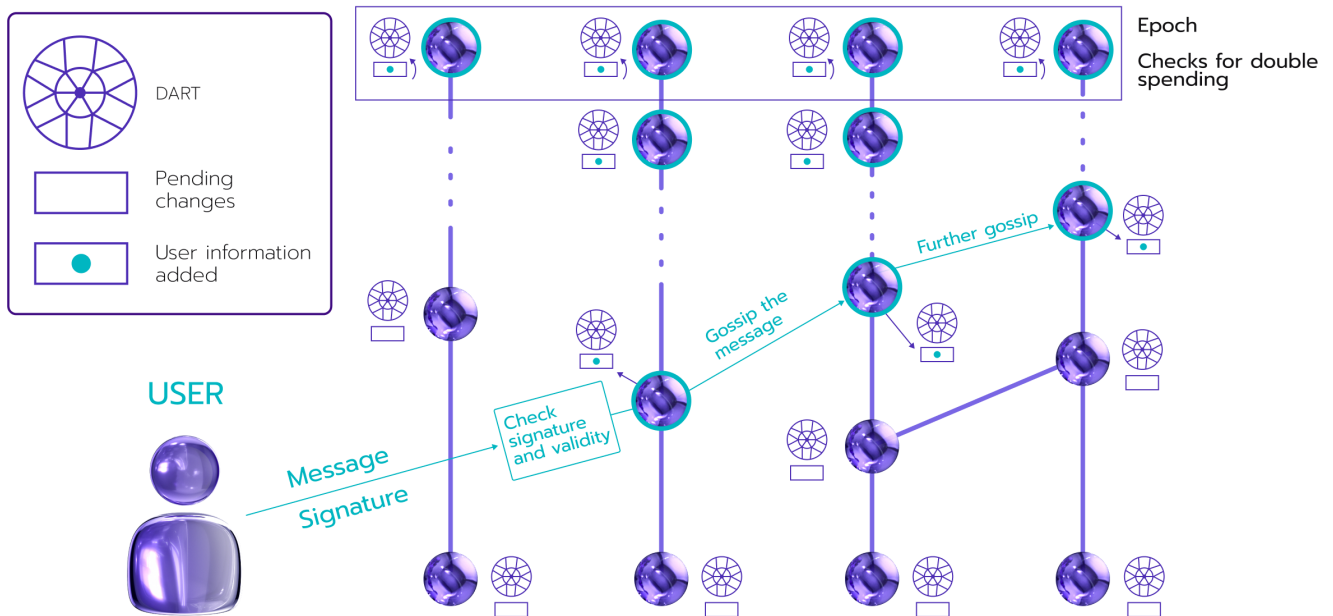 DART
Pending
changes
User information
added
Epoch
Checks for double
spending
Further gossip
Gossip the
message
USER
Check
signature
and validity
Message
Signature